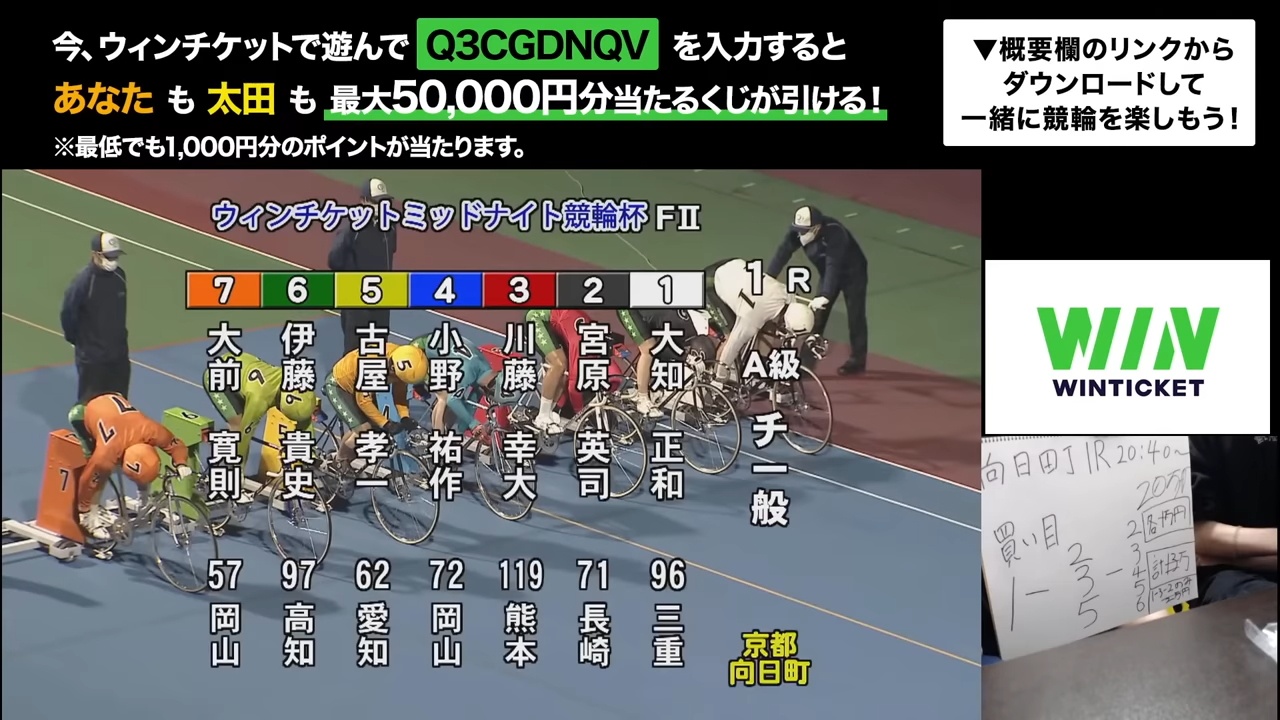 今、ウィンチケットで遊んで Q3CGDNQV を入力すると
あなた も 太田 も 最大50,000円分当たるくじが引ける！
※最低でも1,000円分のポイントが当たります。
▼概要欄のリンクから
ダウンロードして
一緒に競輪を楽しもう！
ウィンチケットミッドナイト競輪杯 FⅡ
1R
A級 チ一般
7 6 5 4 3 2 1
大前 寛則 57 岡山
伊藤 貴史 97 高知
古屋 孝一 62 愛知
小野 祐作 72 岡山
川藤 幸大 119 熊本
宮原 英司 71 長崎
大知 正和 96 三重
京都
向日町
WIN
WINTICKET
向日町 1R 20:40~
買い目
1 - 2 3 5 - 2 3 4 5 6